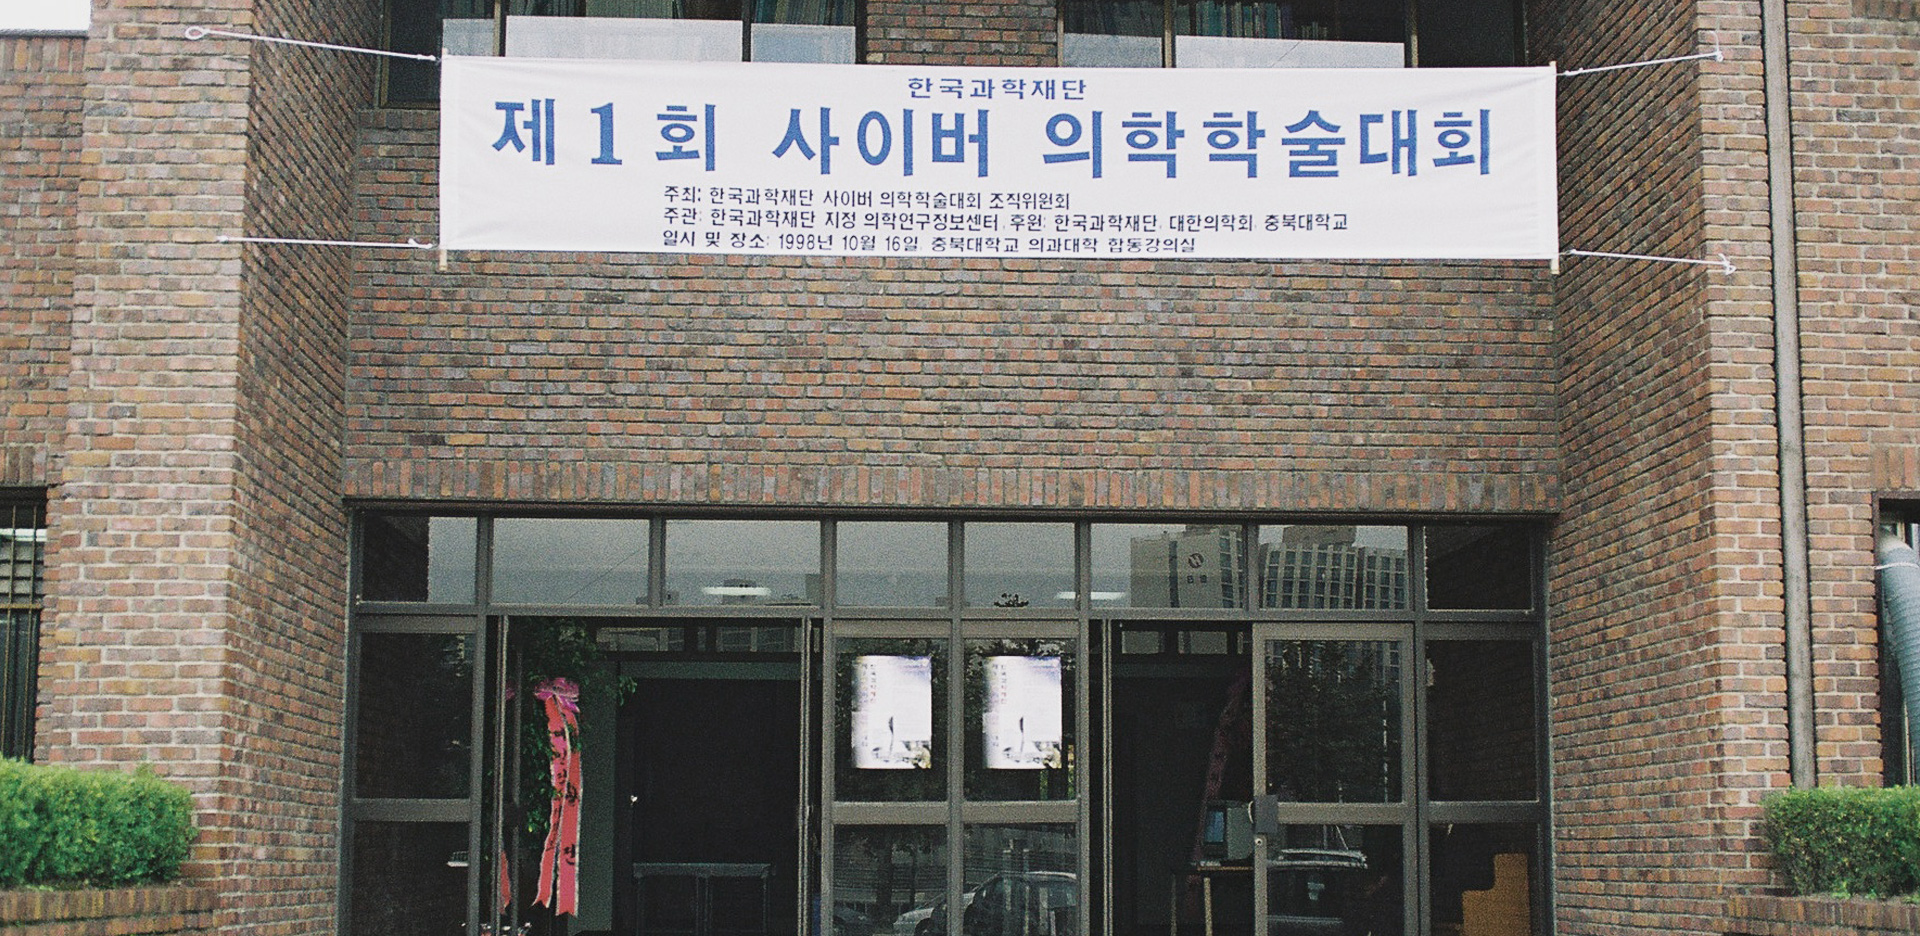 한국과학재단
제1회 사이버 의학학술대회
주최: 한국과학재단 사이버 의학학술대회 조직위원회
주관: 한국과학재단 지정 의학연구정보센터, 후원: 한국과학재단, 대한의학회, 충북대학교
일시 및 장소: 1998년 10월 16일, 충북대학교 의과대학 합동강의실